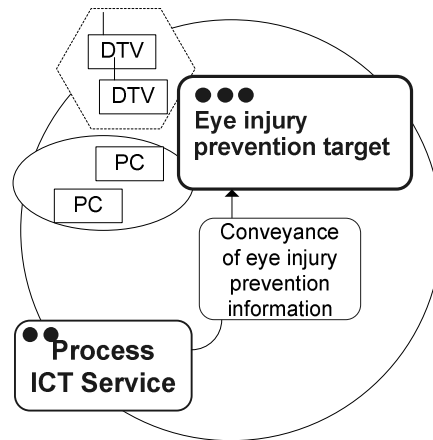 DTV
DTV
Eye injury
prevention target
PC
PC
Conveyance
of eye injury
prevention
information
Process
ICT Service